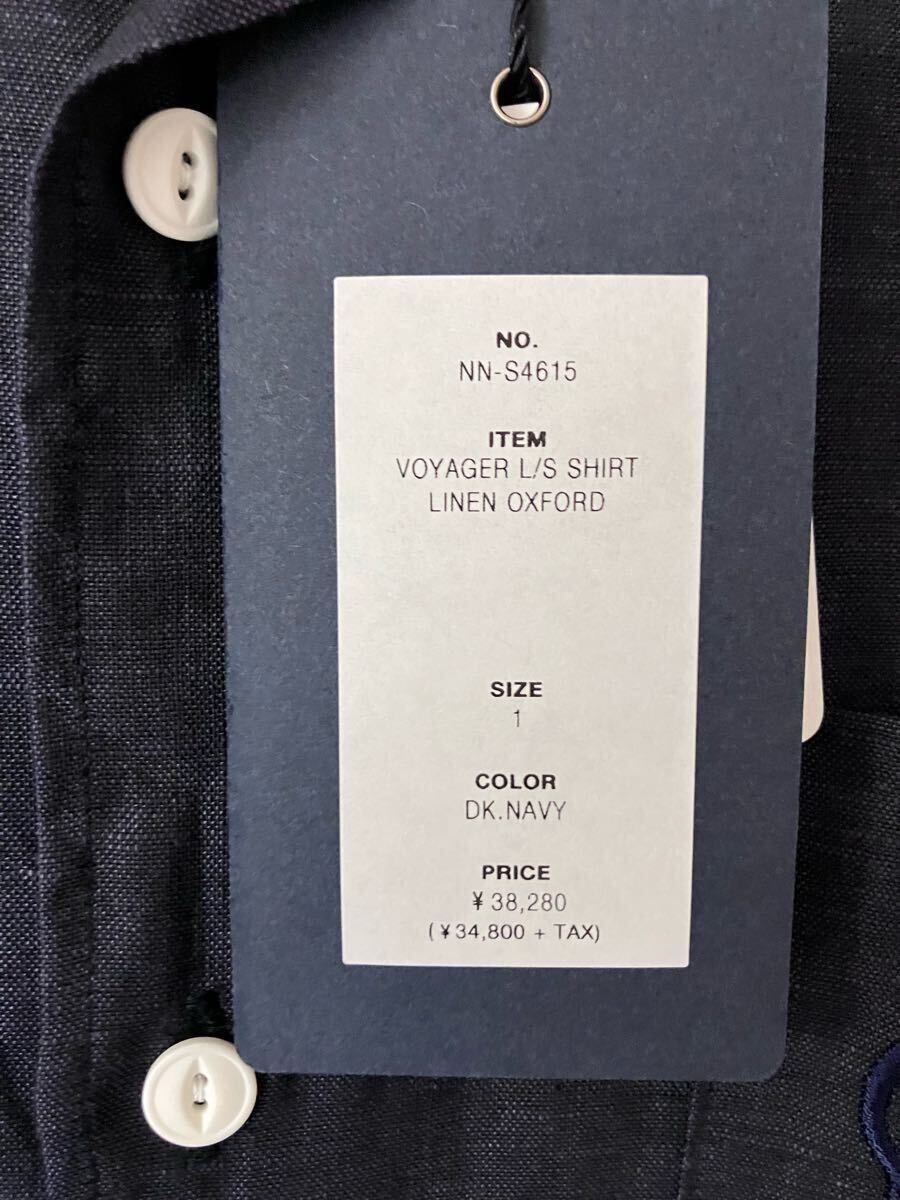 NO.
NN-S4615
ITEM
VOYAGER L/S SHIRT
LINEN OXFORD
SIZE
1
COLOR
DK.NAVY
PRICE
¥ 38,280
(¥34,800 + TAX)